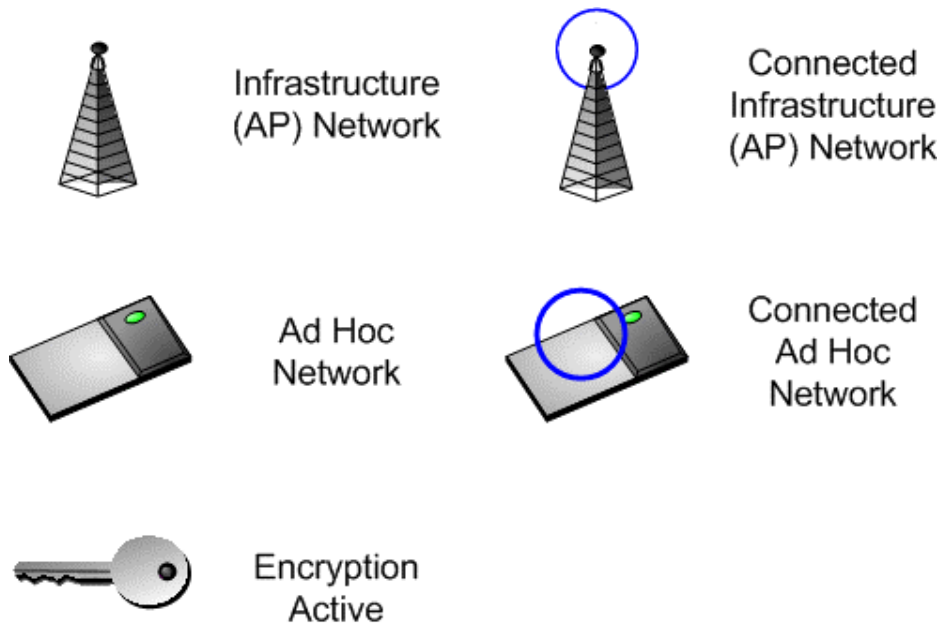 Infrastructure
(AP) Network
Connected
Infrastructure
(AP) Network
Ad Hoc
Network
Connected
Ad Hoc
Network
Encryption
Active